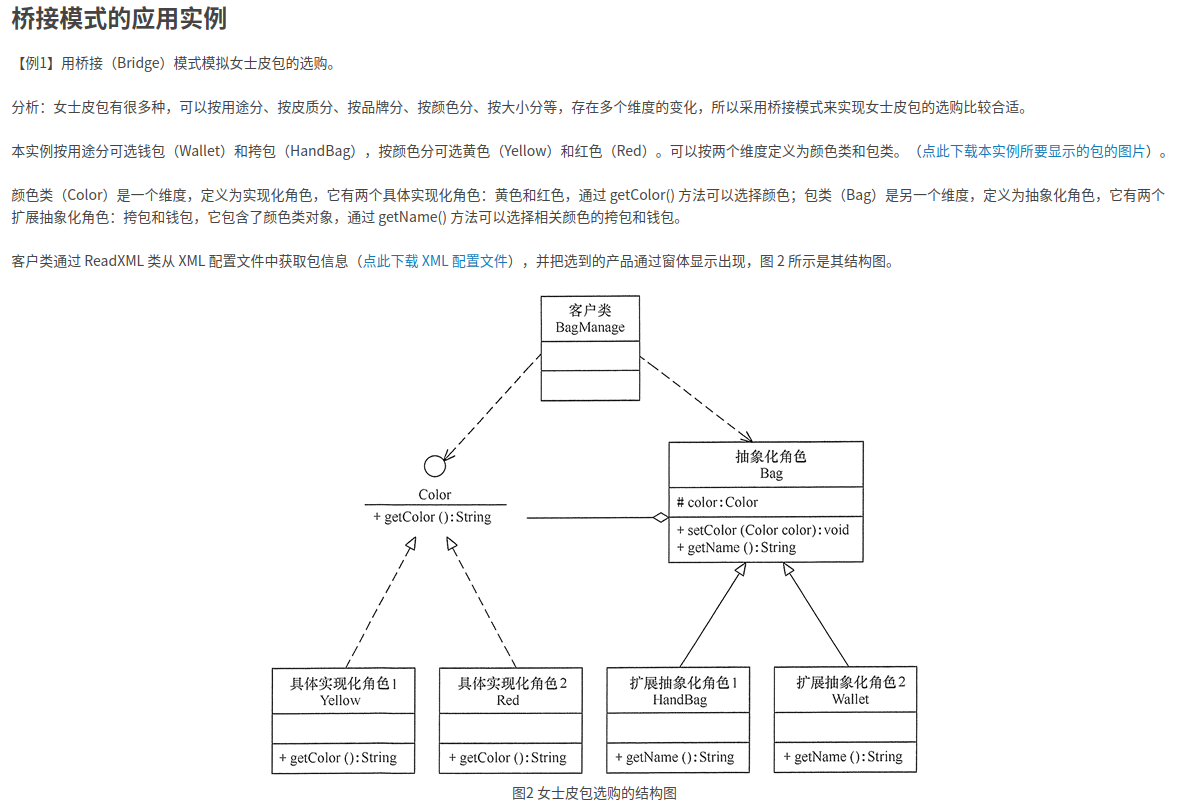 桥接模式的应用实例
【例1】用桥接（Bridge）模式模拟女士皮包的选购。
分析：女士皮包有很多种，可以按用途分、按皮质分、按品牌分、按颜色分、按大小分等，存在多个维度的变化，所以采用桥接模式来实现女士皮包的选购比较合适。
本实例按用途分可选钱包（Wallet）和挎包（HandBag），按颜色分可选黄色（Yellow）和红色（Red）。可以按两个维度定义为颜色类和包类。（点此下载本实例所要显示的包的图片）。
颜色类（Color）是一个维度，定义为实现化角色，它有两个具体实现化角色：黄色和红色，通过 getColor() 方法可以选择颜色；包类（Bag）是另一个维度，定义为抽象化角色，它有两个
扩展抽象化角色：挎包和钱包，它包含了颜色类对象，通过 getName() 方法可以选择相关颜色的挎包和钱包。
客户类通过 ReadXML 类从 XML 配置文件中获取包信息（点此下载 XML 配置文件），并把选到的产品通过窗体显示出现，图 2 所示是其结构图。
客户类
BagManage
Color
+ getColor ():String
抽象化角色
Bag
# color:Color
+ setColor (Color color):void
+ getName ():String
具体实现化角色1
Yellow
+ getColor ():String
具体实现化角色2
Red
+ getColor ():String
扩展抽象化角色1
HandBag
+ getName ():String
扩展抽象化角色2
Wallet
+ getName ():String
图2 女士皮包选购的结构图